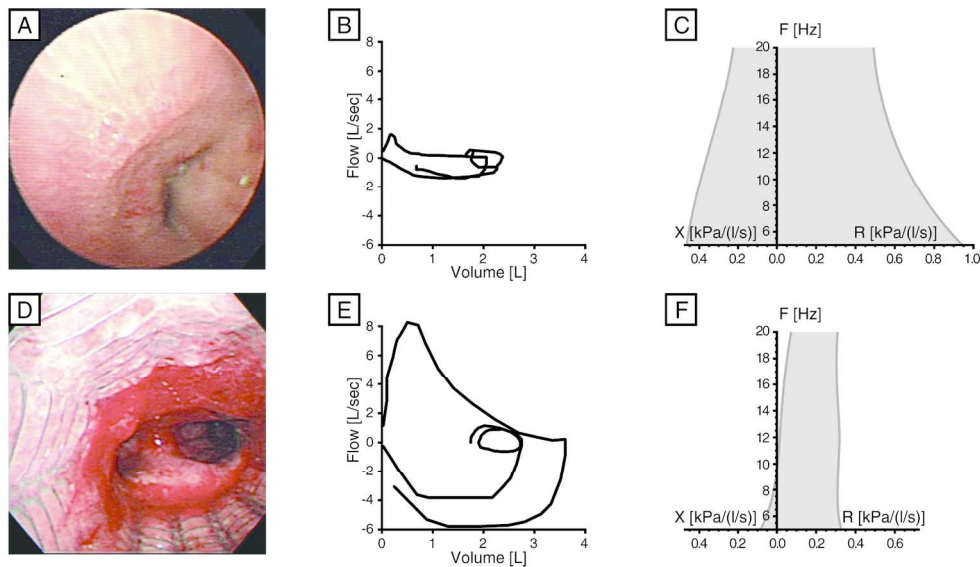 A
B
Flow [L/sec]
8
6
4
2
0
-2
-4
-6
0 1 2 3 4
Volume [L]
C
F [Hz]
20
18
16
14
12
10
8
6
X [kPa/(l/s)] R [kPa/(l/s)]
0.4 0.2 0.0 0.2 0.4 0.6 0.8 1.0
D
E
Flow [L/sec]
8
6
4
2
0
-2
-4
-6
0 1 2 3 4
Volume [L]
F
F [Hz]
20
18
16
14
12
10
8
6
X [kPa/(l/s)] R [kPa/(l/s)]
0.4 0.2 0.0 0.2 0.4 0.6